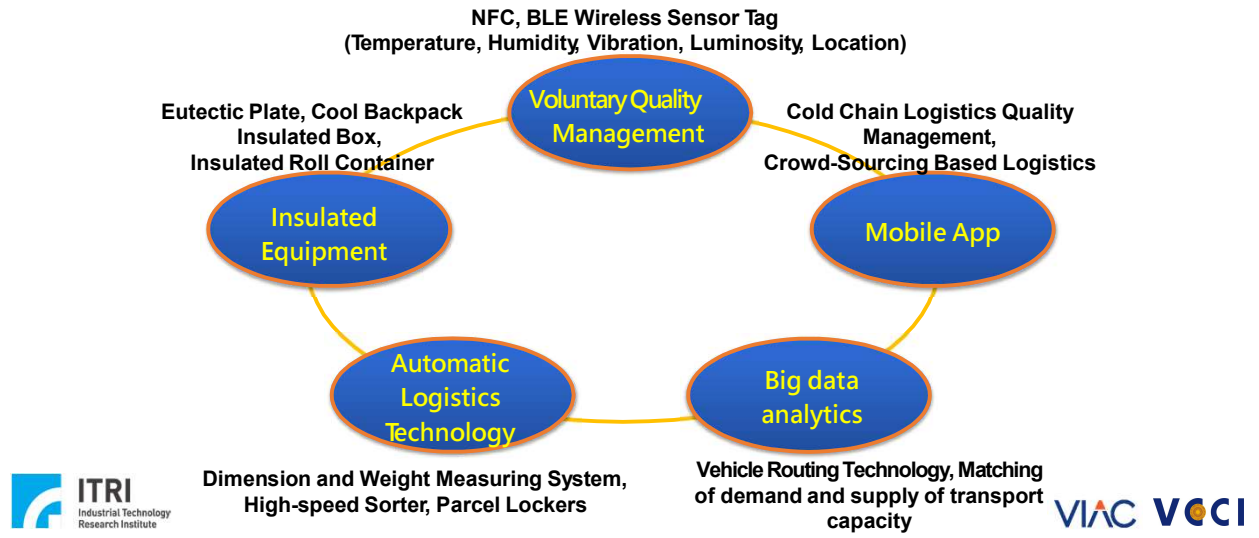 NFC, BLE Wireless Sensor Tag
(Temperature, Humidity, Vibration, Luminosity, Location)
Voluntary Quality
Management
Eutectic Plate, Cool Backpack
Insulated Box,
Insulated Roll Container
Cold Chain Logistics Quality
Management,
Crowd-Sourcing Based Logistics
Insulated
Equipment
Mobile App
Automatic
Logistics
Technology
Big data
analytics
Dimension and Weight Measuring System,
High-speed Sorter, Parcel Lockers
Vehicle Routing Technology, Matching
of demand and supply of transport
capacity
ITRI
Industrial Technology
Research Institute
VIAC
VCCI